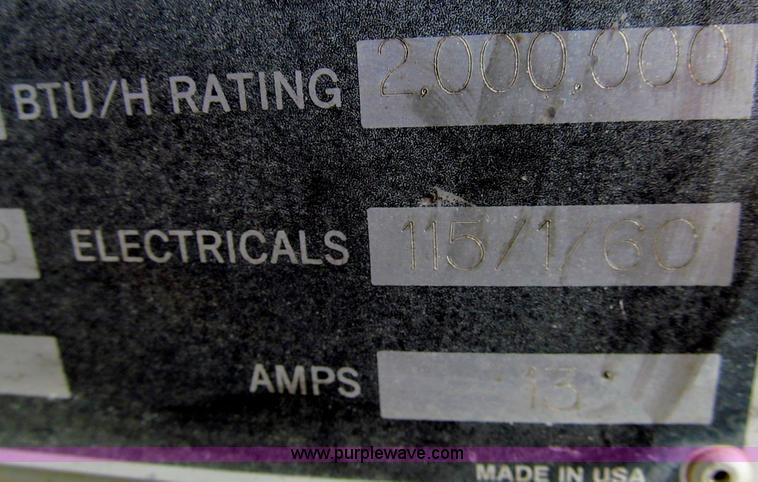 BTU/H RATING 2,000,000
ELECTRICALS 115/1/60
AMPS 13
www.purplewave.com
MADE IN USA